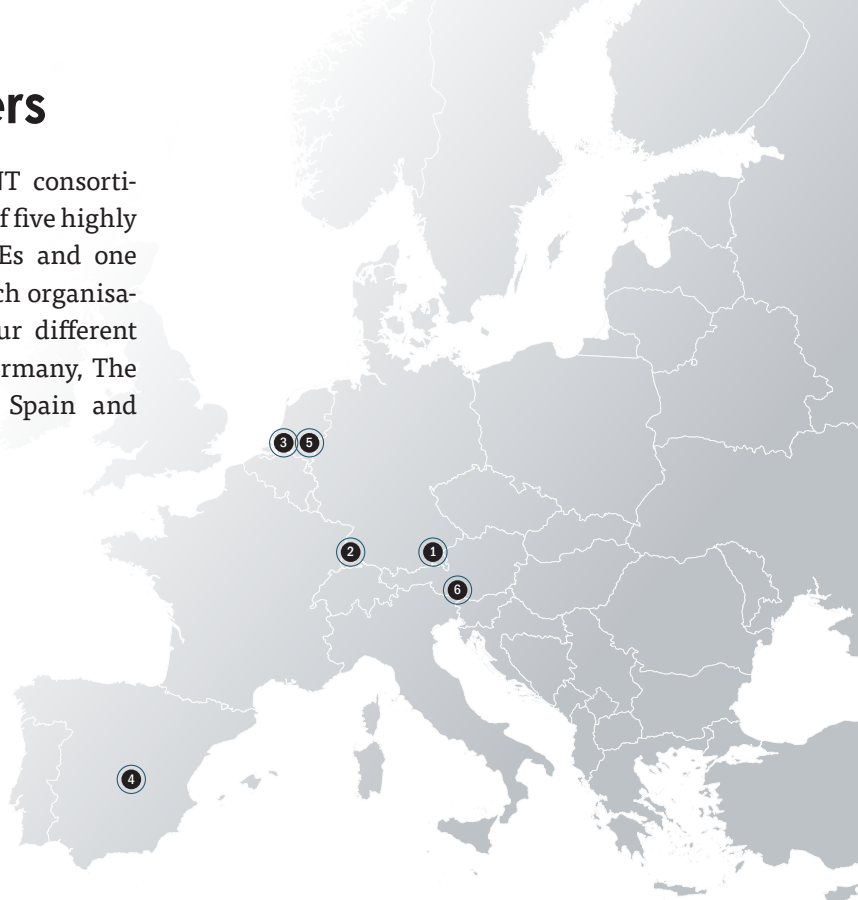 ers
NT consorti-
f five highly
Es and one
ch organisa-
ur different
rmany, The
Spain and
3 5
2 1
6
4